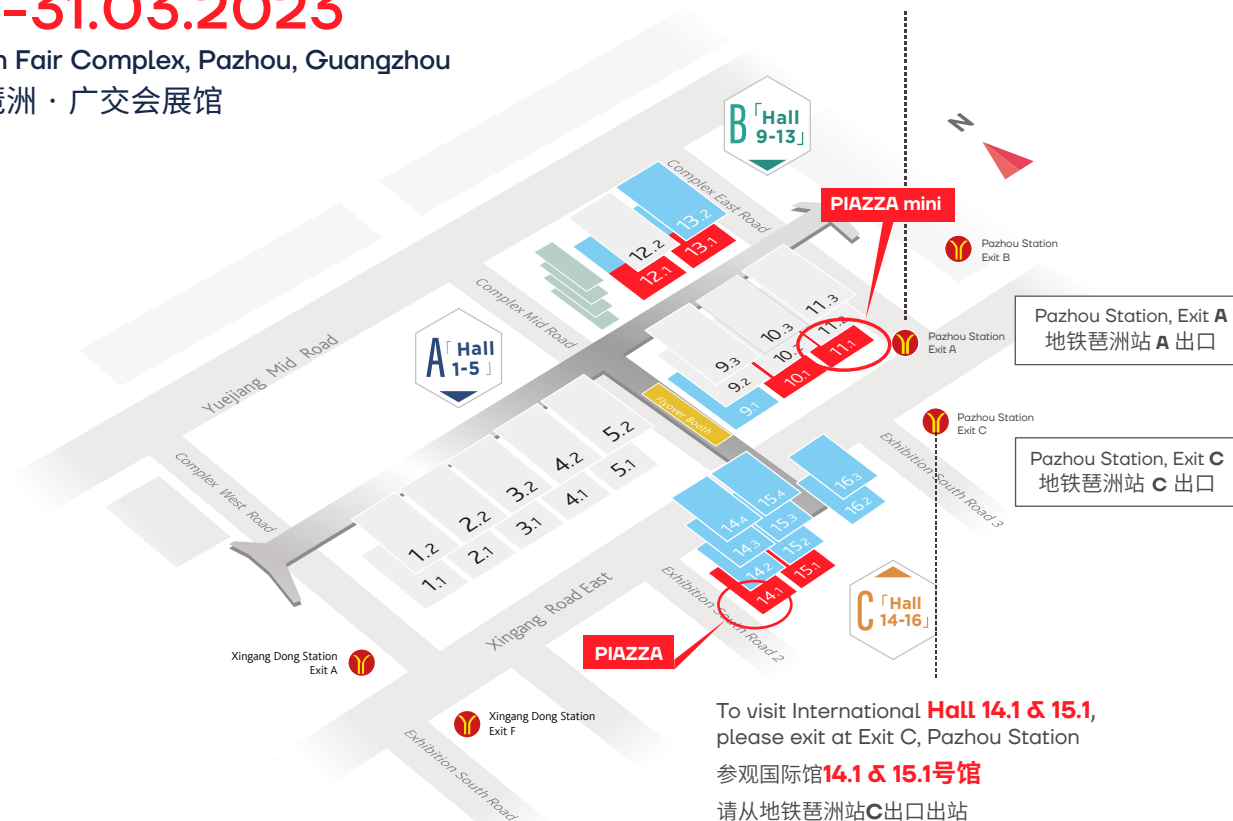 -31.03.2023
Fair Complex, Pazhou, Guangzhou
洲 · 广交会展馆
B「Hall
9-13」
N
Complex East Road
PIAZZA mini
Pazhou Station
Exit B
13.2
12.2
13.1
12.1
Complex Mid Road
11.3
11.2
10.3
11.1
10.2
9.3
10.1
9.2
9.1
Pazhou Station
Exit A
Pazhou Station, Exit A
地铁琶洲站 A 出口
A「Hall
1-5」
Yuejiang Mid Road
Flyover Booth
Pazhou Station
Exit C
Pazhou Station, Exit C
地铁琶洲站 C 出口
Exhibition South Road 3
5.2
5.1
4.2
4.1
3.2
3.1
2.2
2.1
1.2
1.1
Complex West Road
16.3
16.2
15.4
15.3
15.2
15.1
14.4
14.3
14.2
14.1
Exhibition South Road 2
Xingang Road East
C「Hall
14-16」
PIAZZA
Xingang Dong Station
Exit A
Xingang Dong Station
Exit F
Exhibition South Road
To visit International Hall 14.1 & 15.1,
please exit at Exit C, Pazhou Station
参观国际馆14.1 & 15.1号馆
请从地铁琶洲站C出口出站